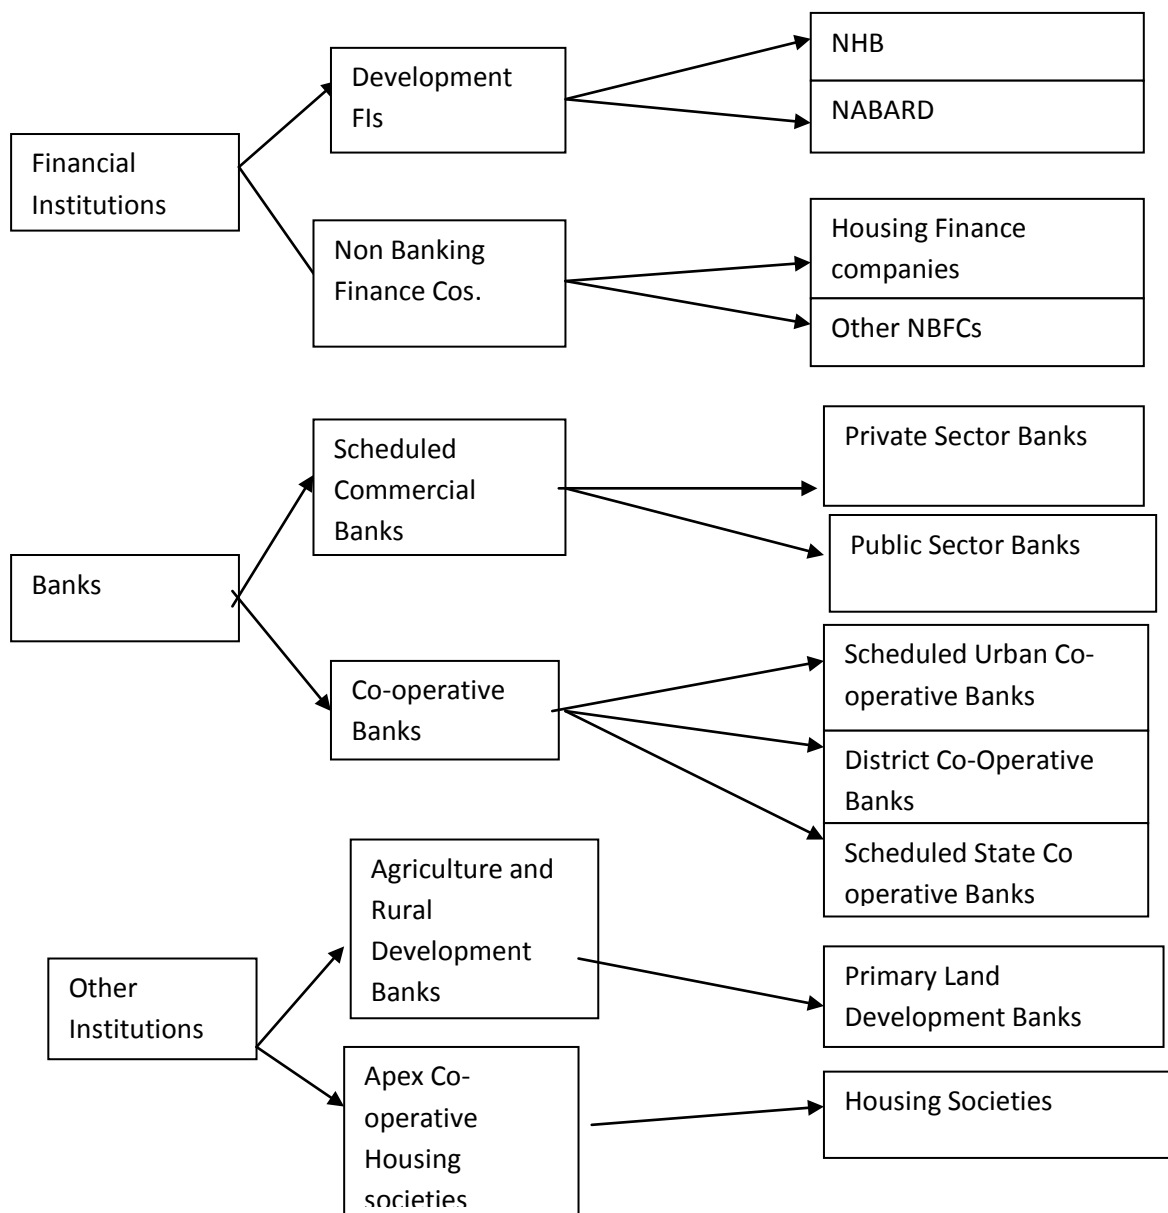 NHB
Development
FIs
NABARD
Financial
Institutions
Housing Finance
companies
Non Banking
Finance Cos.
Other NBFCs
Private Sector Banks
Scheduled
Commercial
Banks
Public Sector Banks
Banks
Scheduled Urban Co-
operative Banks
Co-operative
Banks
District Co-Operative
Banks
Scheduled State Co
operative Banks
Agriculture and
Rural
Development
Banks
Primary Land
Development Banks
Other
Institutions
Apex Co-
operative
Housing
societies
Housing Societies